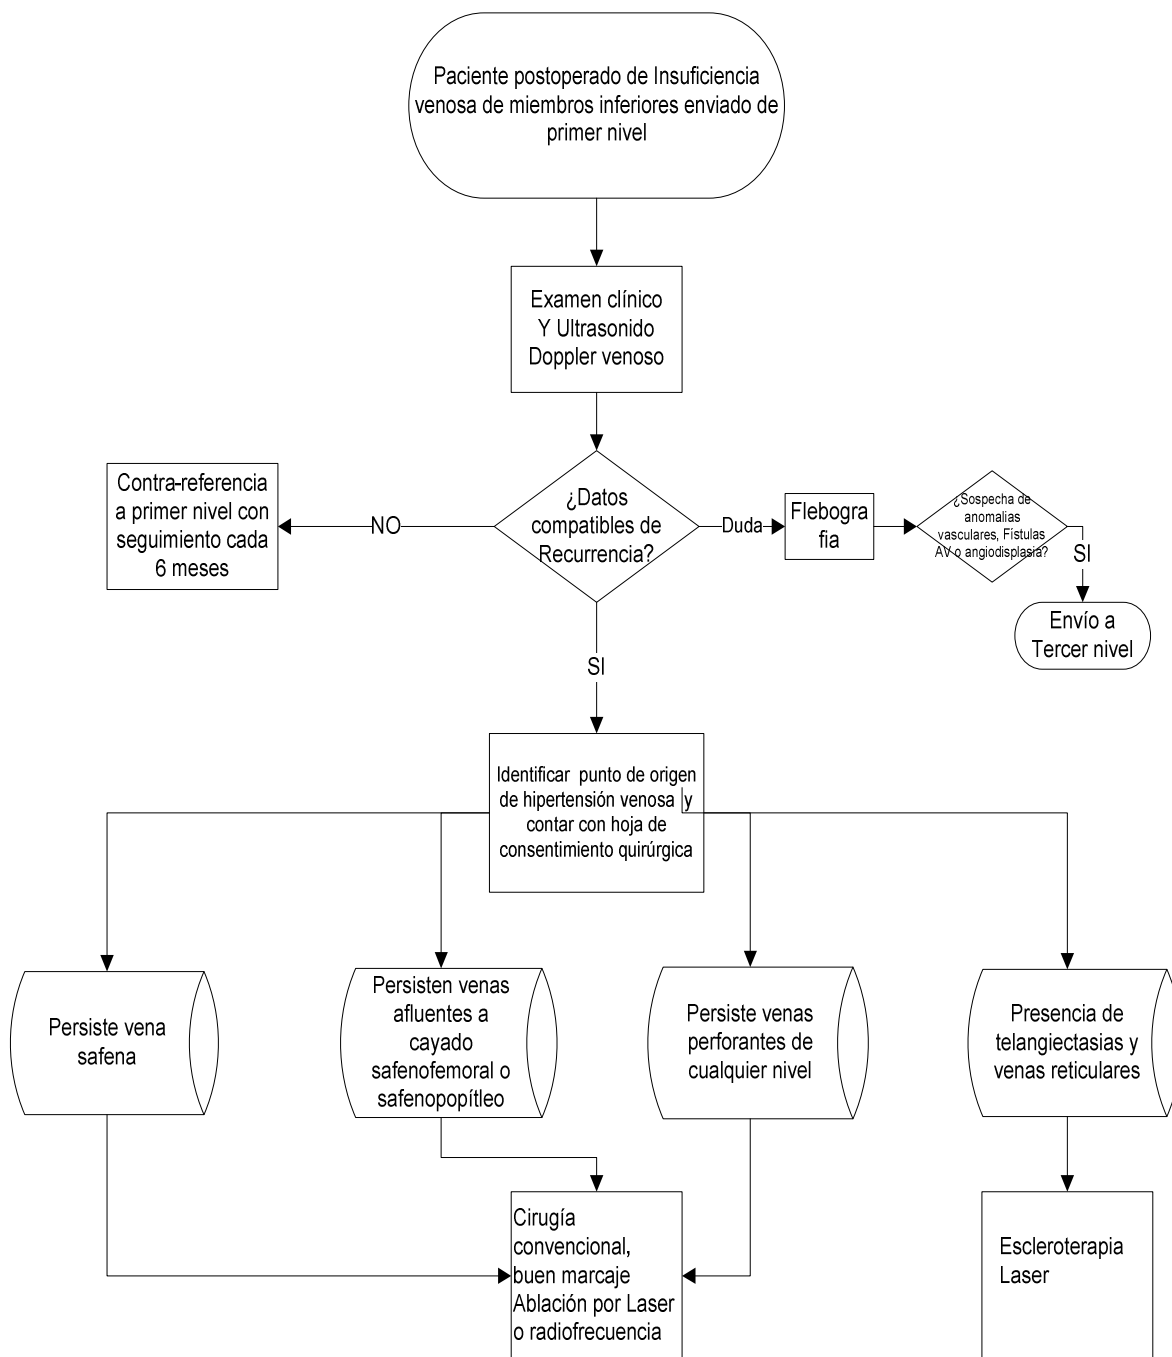 Paciente postoperado de Insuficiencia
venosa de miembros inferiores enviado de
primer nivel
Examen clínico
Y Ultrasonido
Doppler venoso
Contra-referencia
a primer nivel con
seguimiento cada
6 meses
NO
¿Datos
compatibles de
Recurrencia?
Duda
Flebogra
fia
¿Sospecha de
anomalias
vasculares, Fístulas
AV o angiodisplasia?
SI
Envío a
Tercer nivel
SI
Identificar punto de origen
de hipertensión venosa y
contar con hoja de
consentimiento quirúrgica
Persiste vena
safena
Persisten venas
afluentes a
cayado
safenofemoral o
safenopopítleo
Persiste venas
perforantes de
cualquier nivel
Presencia de
telangiectasias y
venas reticulares
Cirugía
convencional,
buen marcaje
Ablación por Laser
o radiofrecuencia
Escleroterapia
Laser